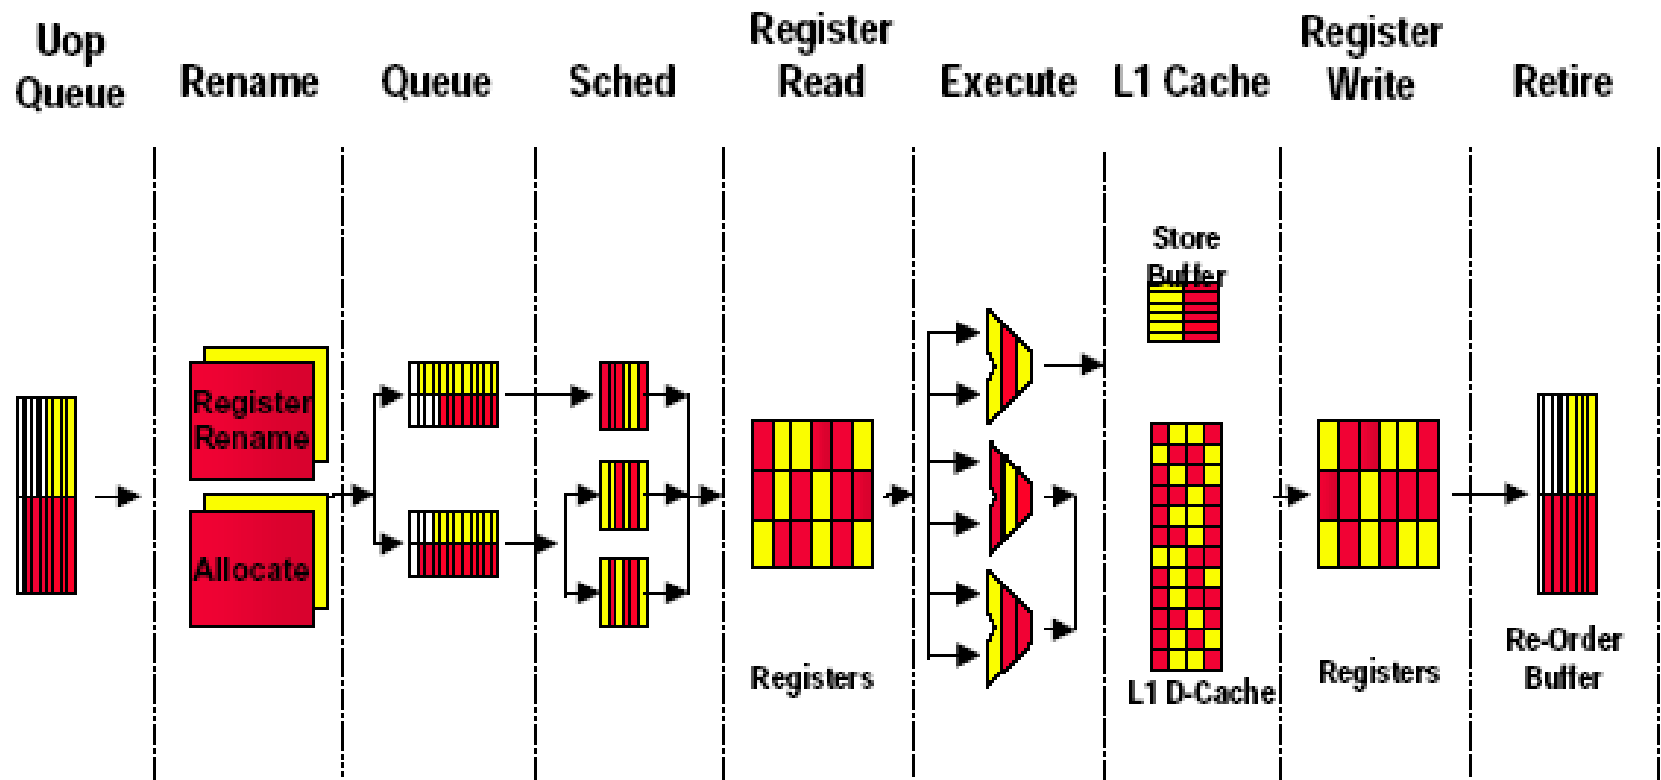 Uop
Queue
Rename
Queue
Sched
Register
Read
Execute
L1 Cache
Register
Write
Retire
Store
Buffer
Register
Rename
Allocate
Registers
L1 D-Cache
Registers
Re-Order
Buffer